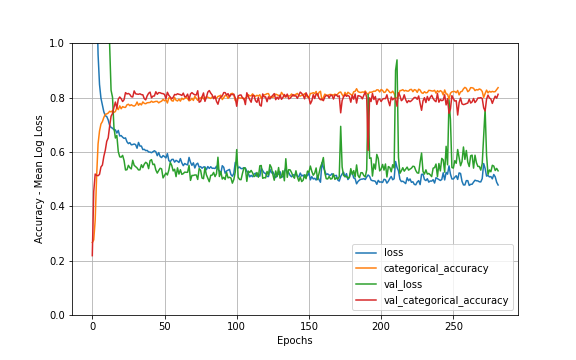 Accuracy - Mean Log Loss
1.0
0.8
0.6
0.4
0.2
0.0
0 50 100 150 200 250
Epochs
loss
categorical_accuracy
val_loss
val_categorical_accuracy